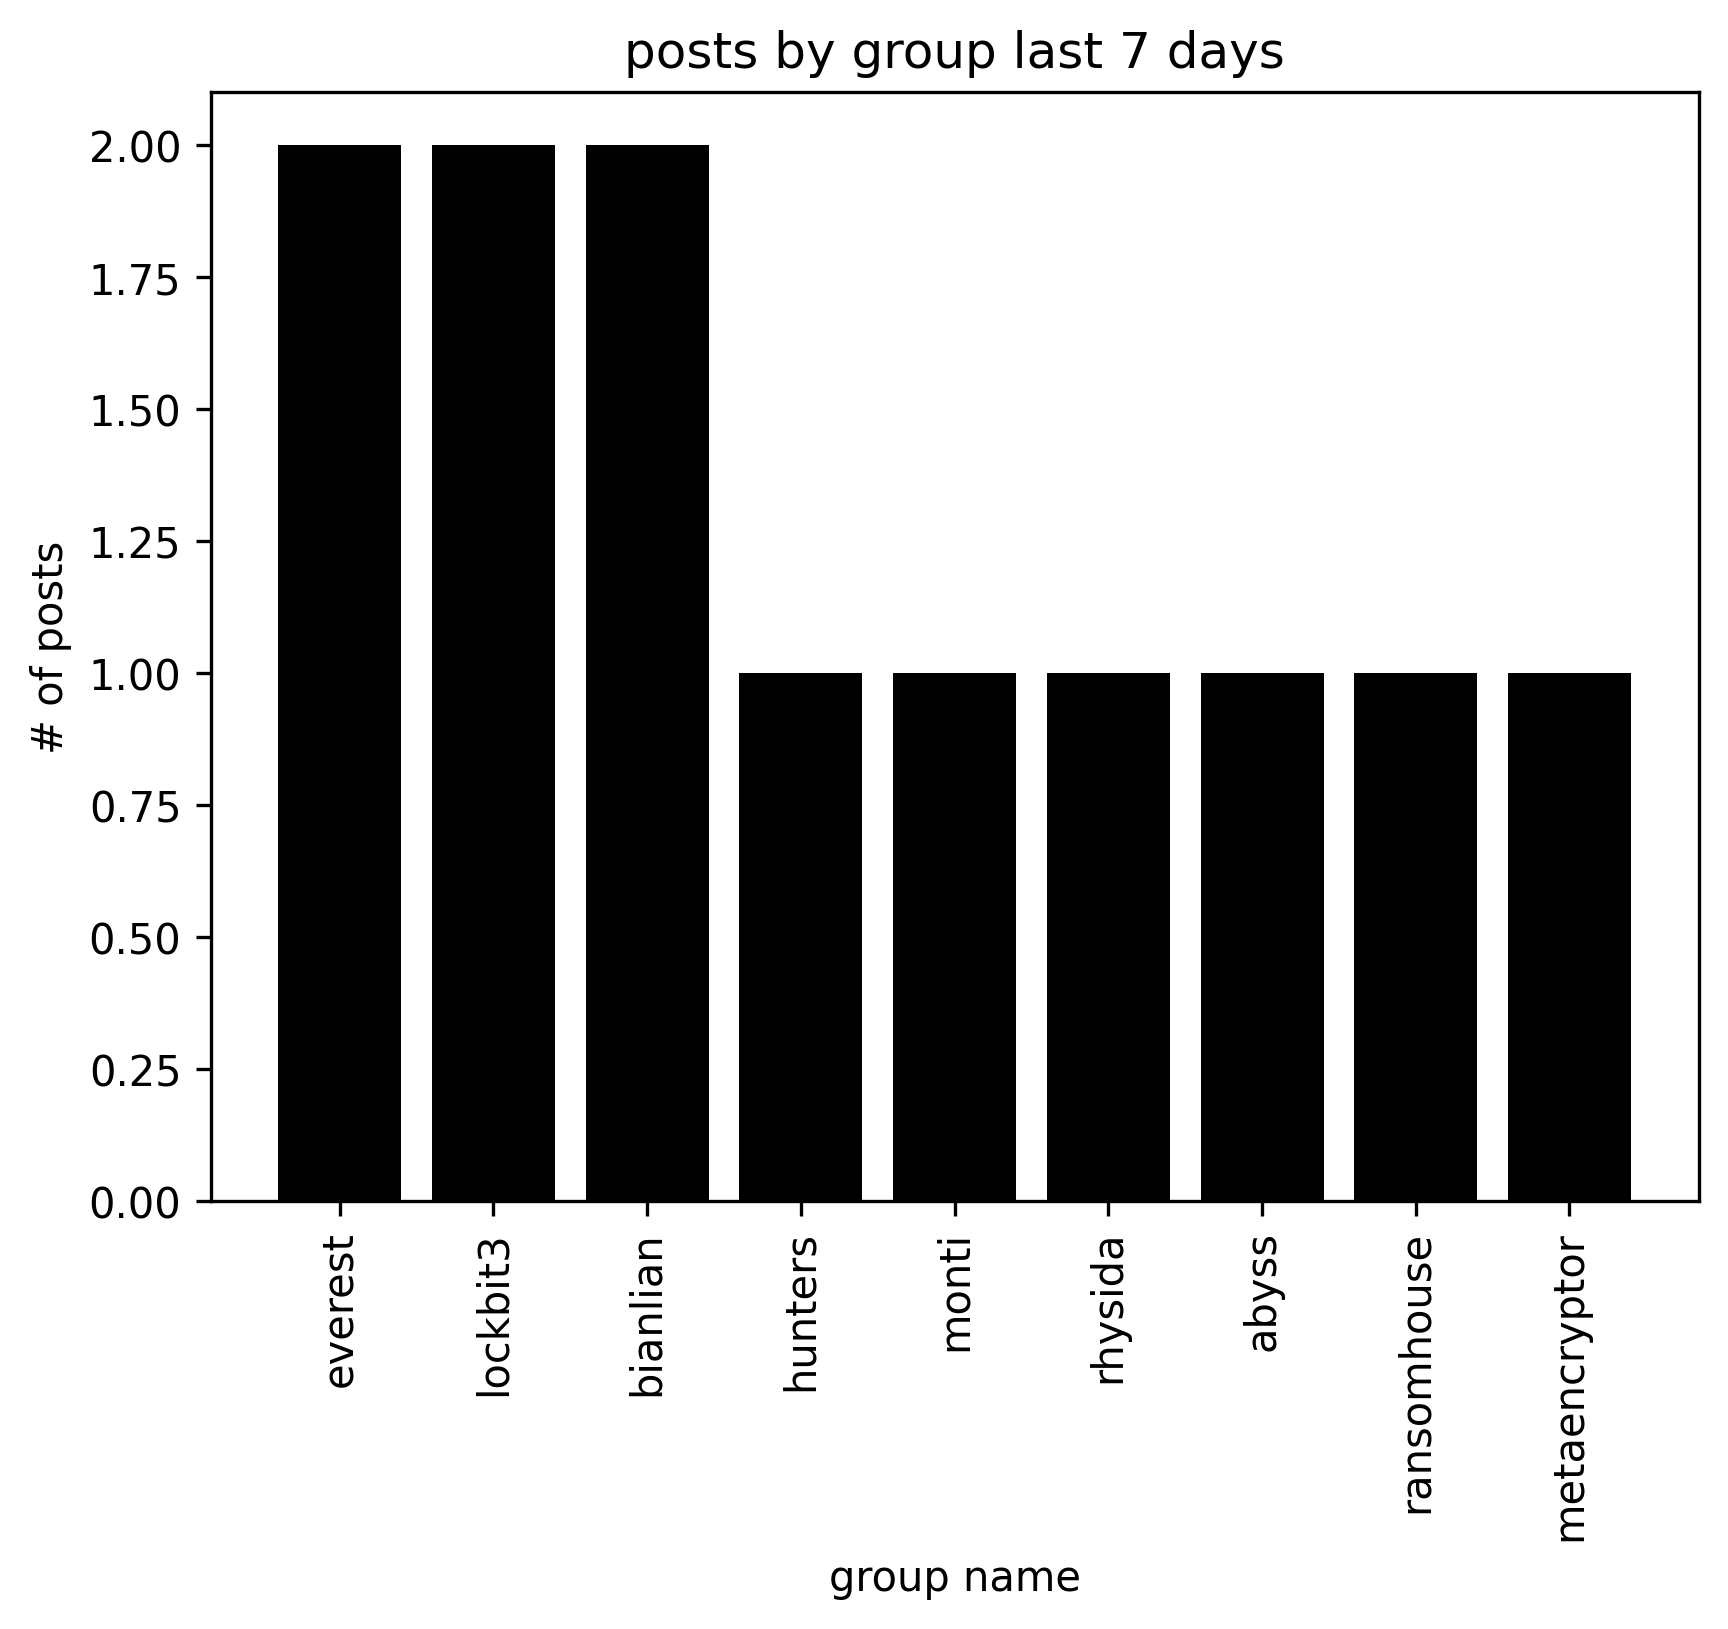 posts by group last 7 days
# of posts
2.00
1.75
1.50
1.25
1.00
0.75
0.50
0.25
0.00
everest
lockbit3
bianlian
hunters
monti
rhysida
abyss
ransomhouse
metaencryptor
group name